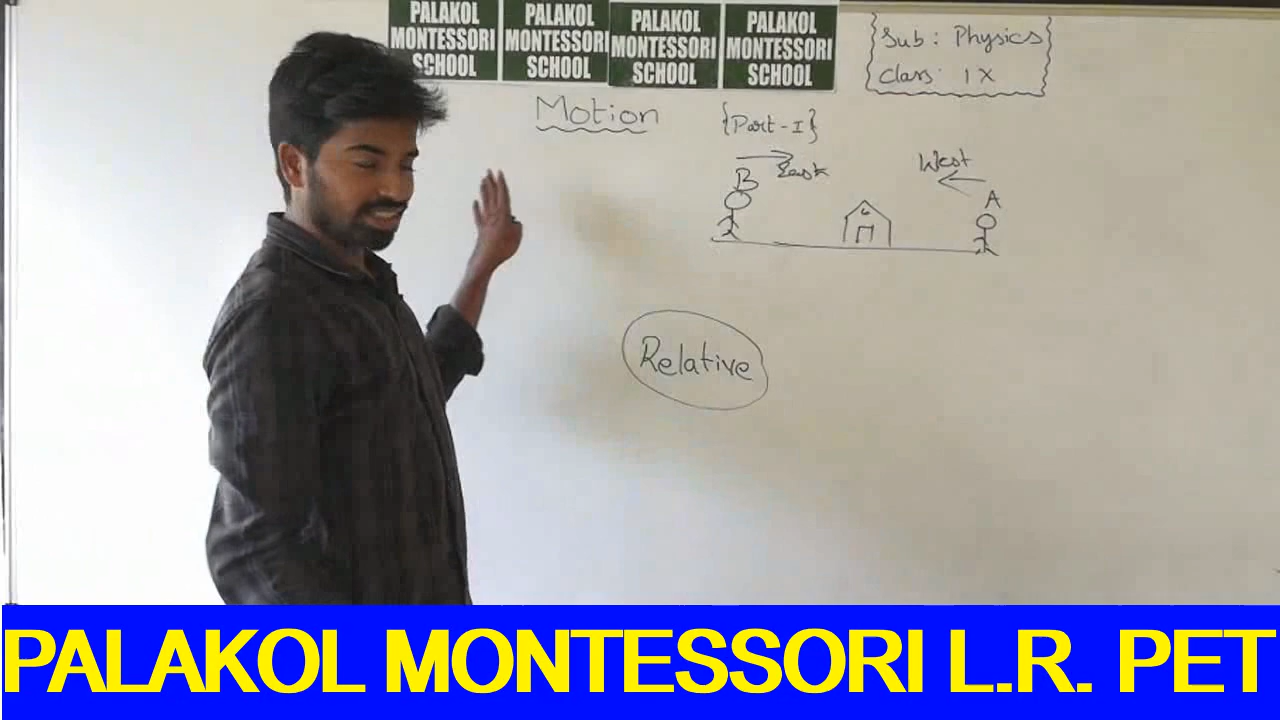 PALAKOL MONTESSORI SCHOOL
PALAKOL MONTESSORI SCHOOL
PALAKOL MONTESSORI SCHOOL
PALAKOL MONTESSORI SCHOOL
Sub : Physics
Class: IX
Motion
{Part-I}
East
West
B
A
Relative
PALAKOL MONTESSORI L.R. PET